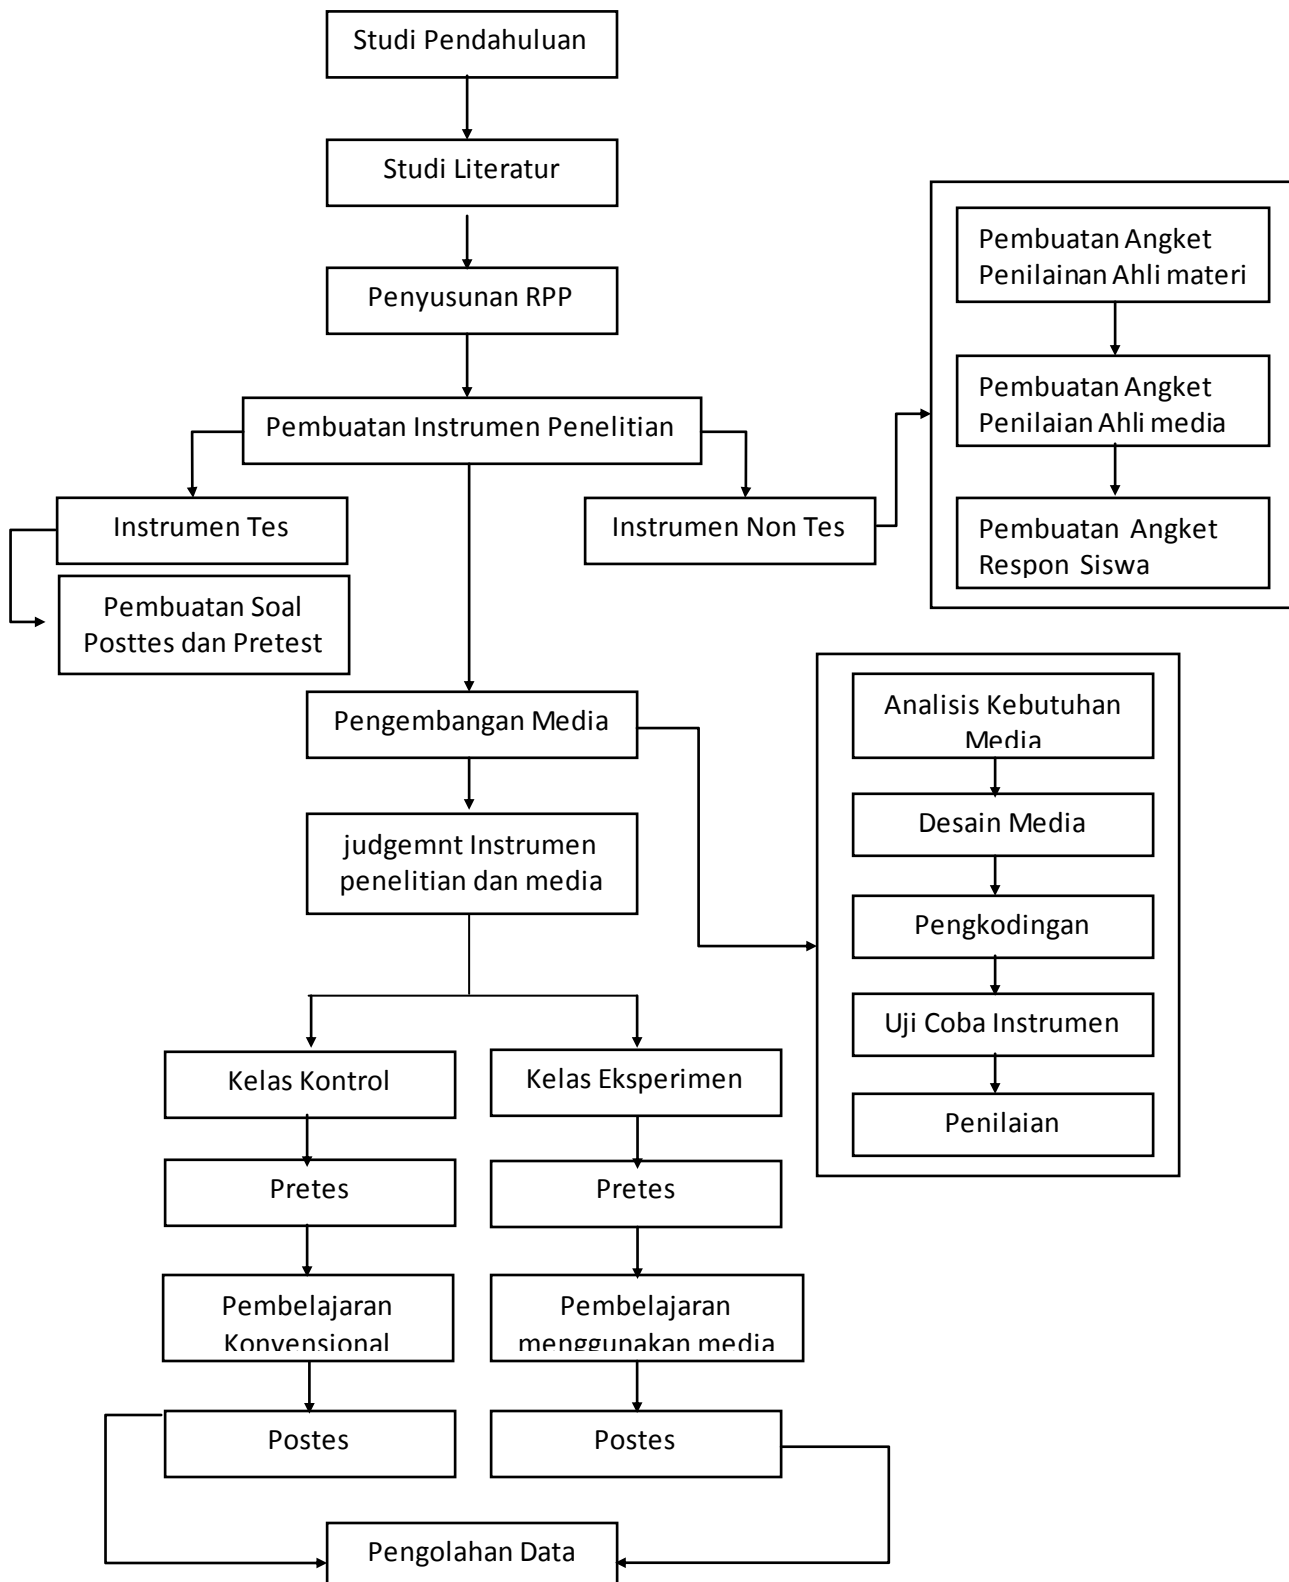 Studi Pendahuluan
Studi Literatur
Penyusunan RPP
Pembuatan Instrumen Penelitian
Instrumen Tes
Pembuatan Soal
Posttes dan Pretest
Instrumen Non Tes
Pembuatan Angket
Penilainan Ahli materi
Pembuatan Angket
Penilaian Ahli media
Pembuatan Angket
Respon Siswa
Pengembangan Media
Analisis Kebutuhan
Media
Desain Media
Pengkodingan
Uji Coba Instrumen
Penilaian
judgemnt Instrumen
penelitian dan media
Kelas Kontrol
Pretes
Pembelajaran
Konvensional
Postes
Kelas Eksperimen
Pretes
Pembelajaran
menggunakan media
Postes
Pengolahan Data